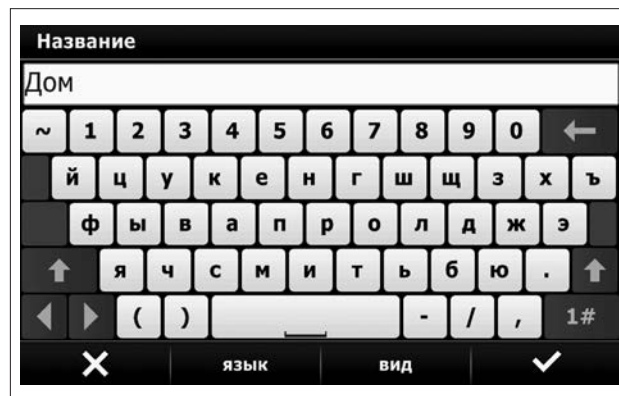 Название
Дом
~ 1 2 3 4 5 6 7 8 9 0
й ц у к е н г ш щ з х ъ
ф ы в а п р о л д ж э
я ч с м и т ь б ю .
( ) - / , 1#
язык вид